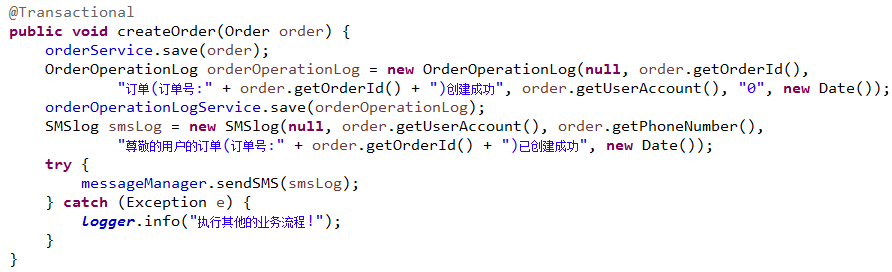 @Transactional
public void createOrder(Order order) {
    orderService.save(order);
    OrderOperationLog orderOperationLog = new OrderOperationLog(null, order.getOrderId(),
            "订单(订单号:" + order.getOrderId() + ")创建成功", order.getUserAccount(), "0", new Date());
    orderOperationLogService.save(orderOperationLog);
    SMSlog smsLog = new SMSlog(null, order.getUserAccount(), order.getPhoneNumber(),
            "尊敬的用户的订单(订单号:" + order.getOrderId() + ")已创建成功", new Date());
    try {
        messageManager.sendSMS(smsLog);
    } catch (Exception e) {
        logger.info("执行其他的业务流程!");
    }
}